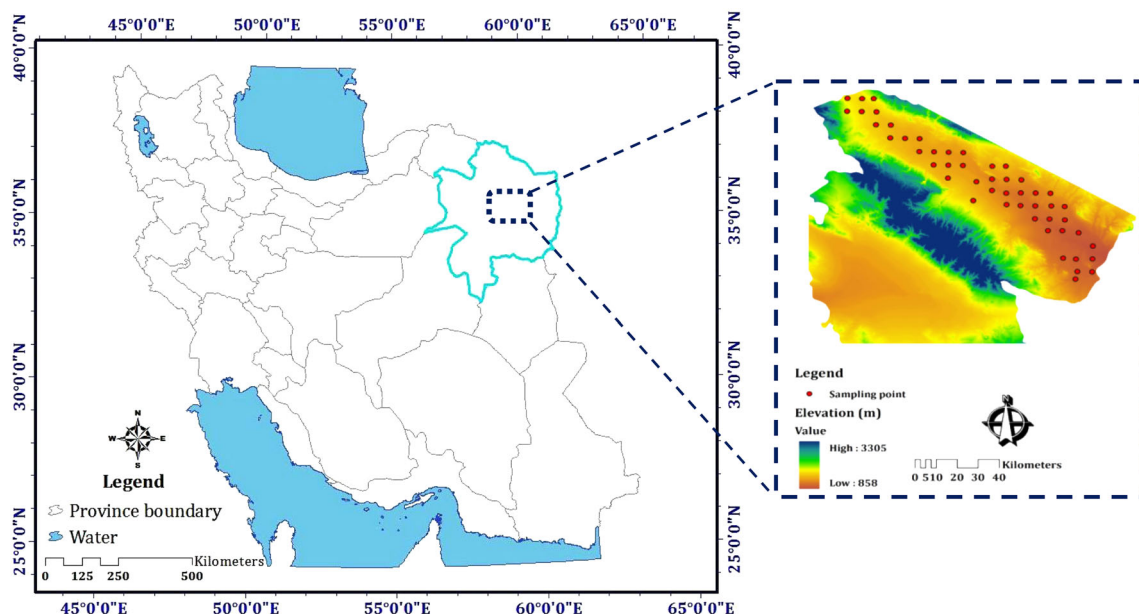 45°0'0"E 50°0'0"E 55°0'0"E 60°0'0"E 65°0'0"E
40°0'0"N
35°0'0"N
30°0'0"N
25°0'0"N
N
W E
S
Legend
Province boundary
Water
Kilometers
0 125 250 500
40°0'0"N
35°0'0"N
30°0'0"N
25°0'0"N
45°0'0"E 50°0'0"E 55°0'0"E 60°0'0"E 65°0'0"E
Legend
Sampling point
Elevation (m)
Value
High : 3305
Low : 858
Kilometers
0 5 10 20 30 40